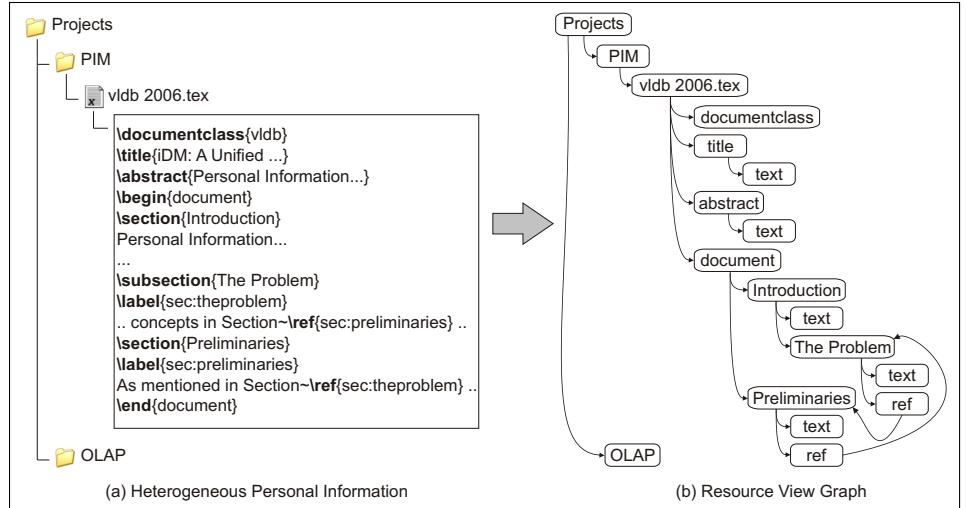 Projects
PIM
vldb 2006.tex
\documentclass{vldb}
\title{iDM: A Unified ...}
\abstract{Personal Information...}
\begin{document}
\section{Introduction}
Personal Information...
...
\subsection{The Problem}
\label{sec:theproblem}
.. concepts in Section~\ref{sec:preliminaries} ..
\section{Preliminaries}
\label{sec:preliminaries}
As mentioned in Section~\ref{sec:theproblem} ..
\end{document}
OLAP
(a) Heterogeneous Personal Information
Projects
PIM
vldb 2006.tex
documentclass
title
text
abstract
text
document
Introduction
text
The Problem
text
ref
Preliminaries
text
ref
OLAP
(b) Resource View Graph